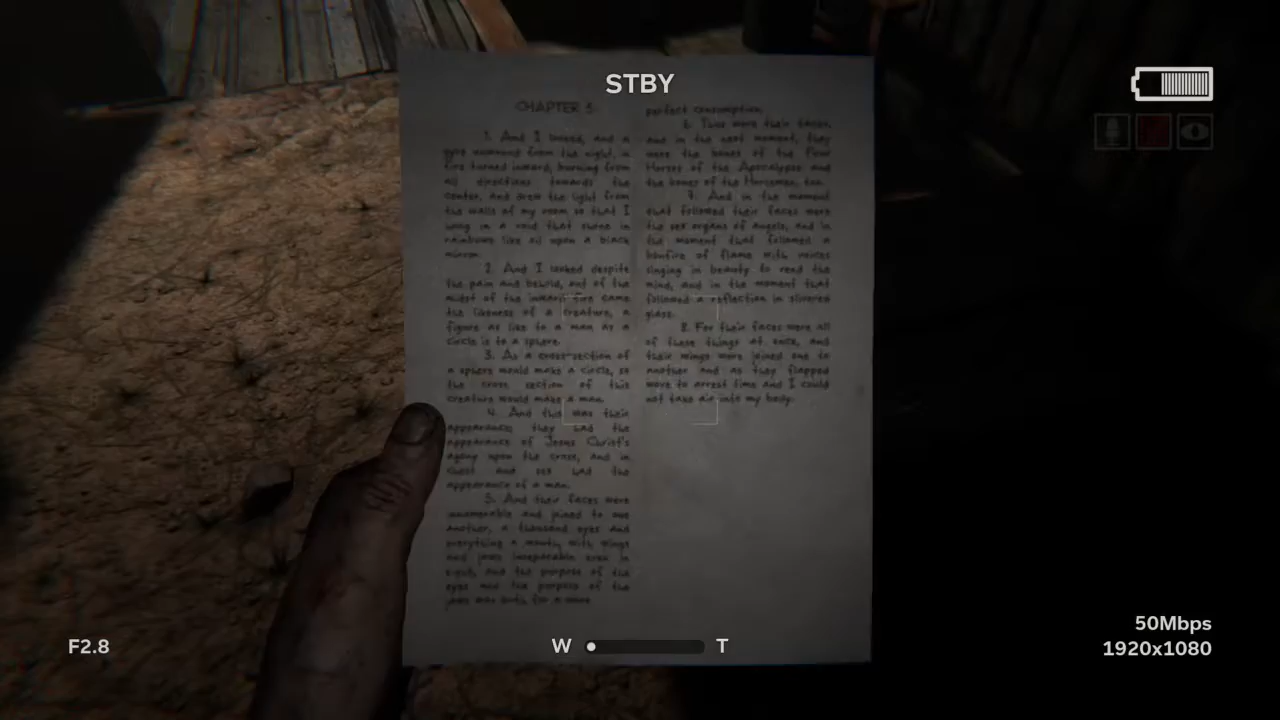 STBY
CHAPTER 5:
1. And I looked, and a
gyre summond from the night, a
fire turned inward, burning from
all directions towards the
center, and drew the light from
the walls of my room so that I
hung in a void that shone in
rainbows like oil upon a black
mirror.
2. And I looked despite
the pain and behold, out of the
midst of the inward fire came
the likeness of a creature, a
figure as like to a man as a
circle is to a sphere.
3. As a cross-section of
a sphere would make a circle, so
the cross section of this
creature would make a man.
4. And this was their
appearance; they had the
appearance of Jesus Christ's
agony upon the cross, and in
chest and sex had the
appearance of a man.
5. And their faces were
innumerable and joined to one
another, a thousand eyes and
everything a mouth, with wings
and jaws inseparable even in
sight, and the purpose of the
eyes was the purpose of the
jaws was both for a more
perfect consumption.
6. Thus were their faces,
and in the next moment, they
were the bones of the Four
Horses of the Apocalypse and
the bones of the Horsemen, too.
7. And in the moment
that followed their faces were
the sex organs of angels, and in
the moment that followed a
bonfire of flame with voices
singing in beauty to rend the
mind, and in the moment that
followed a reflection in slivered
glass.
8. For their faces were all
of these things at once, and
their wings were joined one to
another and as they flapped
wore to arrest time and I could
not take air into my body.
F2.8
W
T
50Mbps
1920x1080